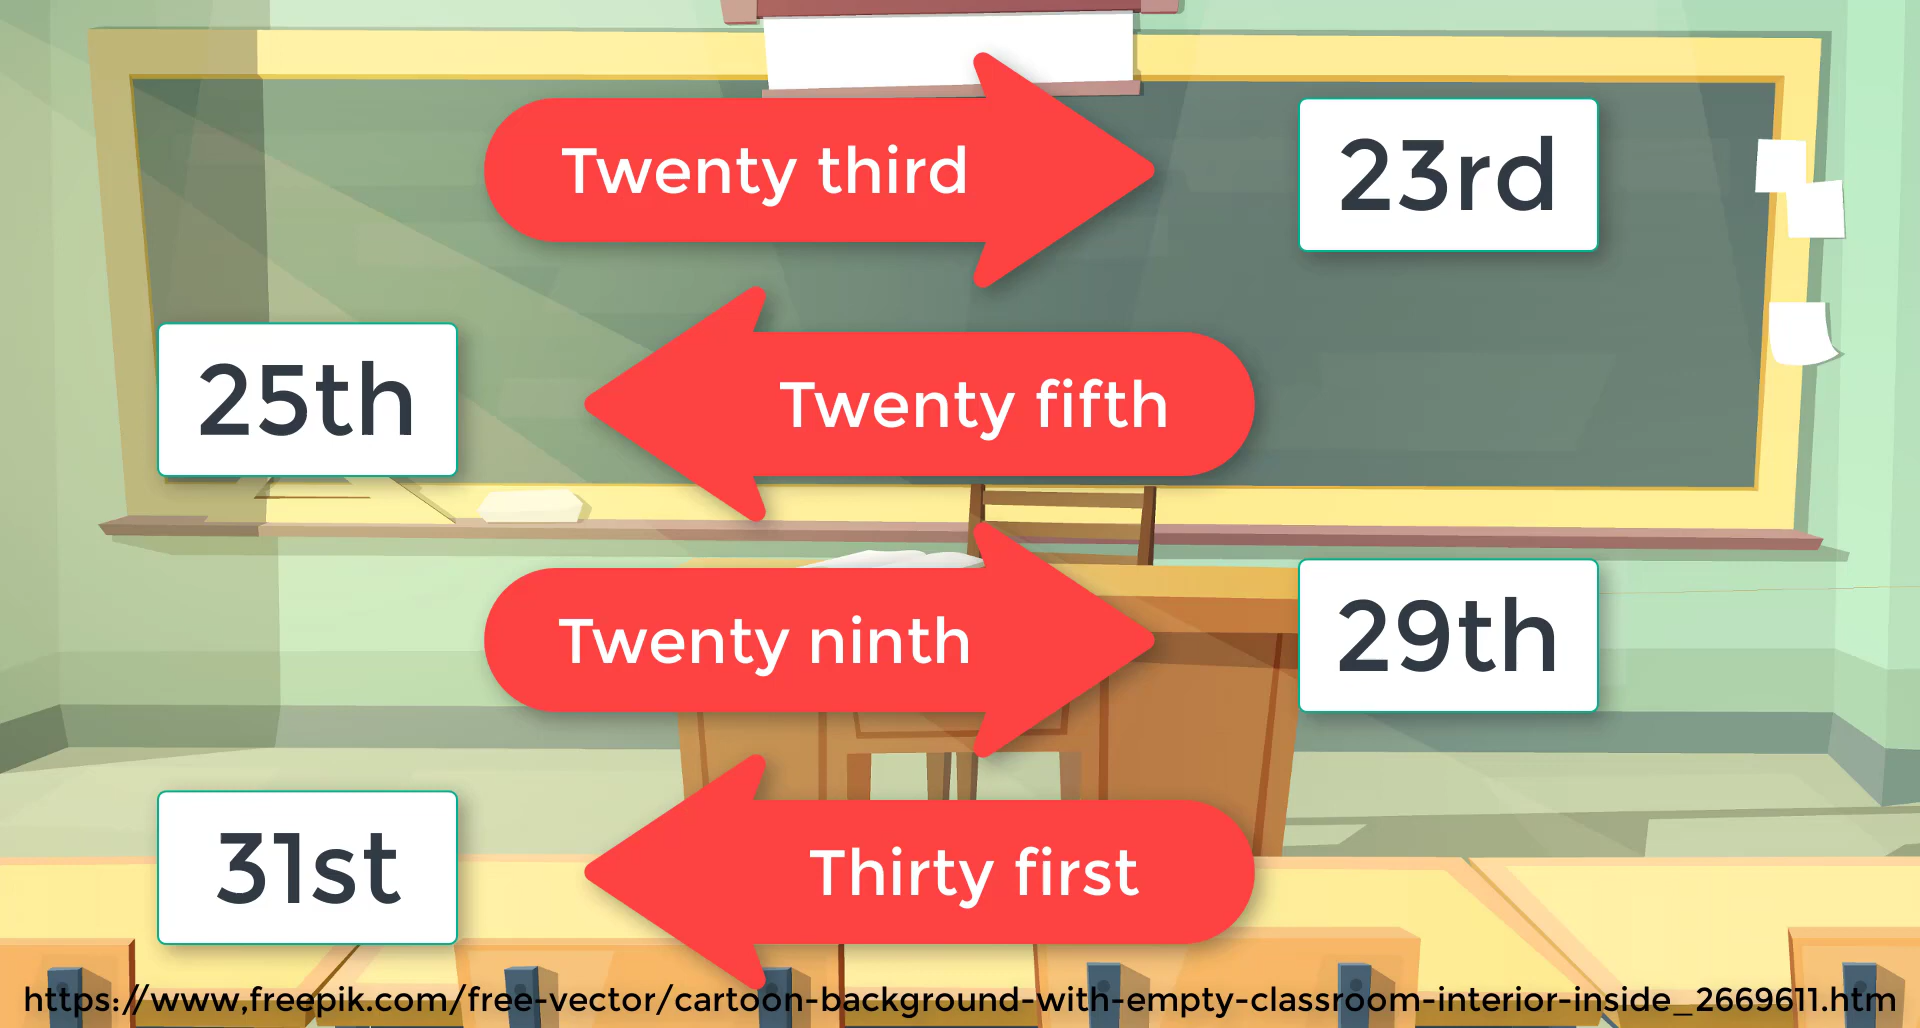 Twenty third
23rd
25th
Twenty fifth
Twenty ninth
29th
31st
Thirty first
https://www,freepik.com/free-vector/cartoon-background-with-empty-classroom-interior-inside_2669611.htm